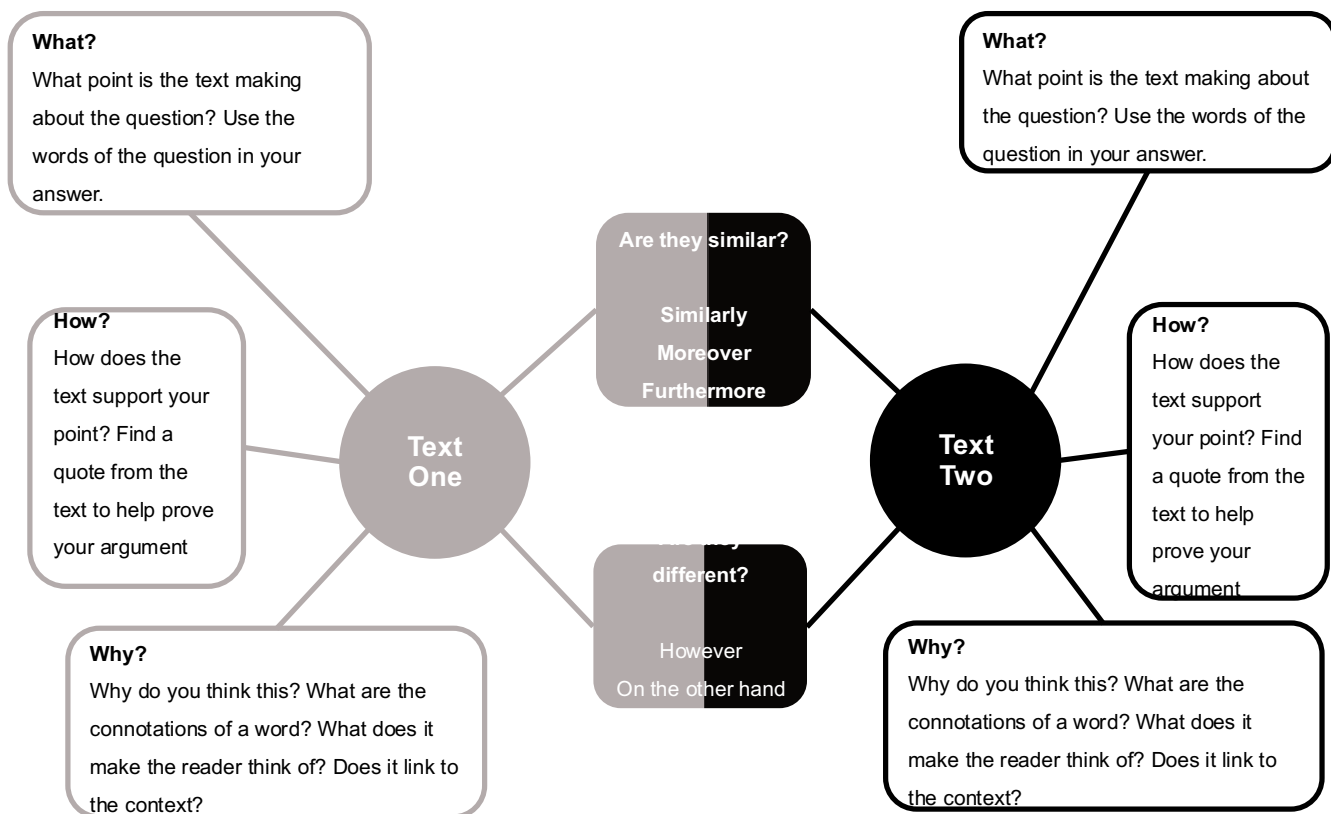 What?
What point is the text making
about the question? Use the
words of the question in your
answer.
How?
How does the
text support your
point? Find a
quote from the
text to help prove
your argument
Why?
Why do you think this? What are the
connotations of a word? What does it
make the reader think of? Does it link to
the context?
Text
One
Are they similar?
Similarly
Moreover
Furthermore
Are they
different?
However
On the other hand
Text
Two
What?
What point is the text making about
the question? Use the words of the
question in your answer.
How?
How does the
text support
your point? Find
a quote from the
text to help
prove your
argument
Why?
Why do you think this? What are the
connotations of a word? What does it
make the reader think of? Does it link to
the context?